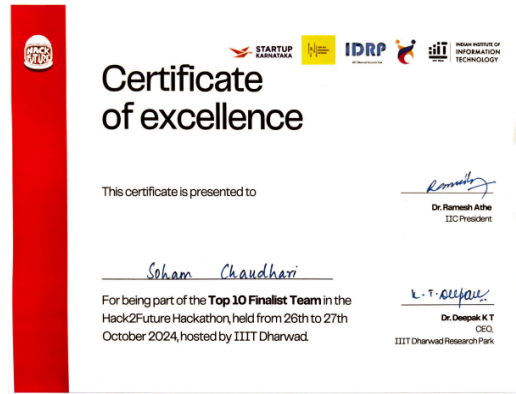 HACK
FUTURE
STARTUP
KARNATAKA
IDRP
INDIAN INSTITUTE OF
INFORMATION
TECHNOLOGY
Certificate
of excellence
This certificate is presented to
Ramesh
Dr. Ramesh Athe
IIC President
Soham Chaudhari
For being part of the Top 10 Finalist Team in the
Hack2Future Hackathon, held from 26th to 27th
October 2024, hosted by IIIT Dharwad.
K. T. Deepak
Dr. Deepak K T
CEO,
IIIT Dharwad Research Park